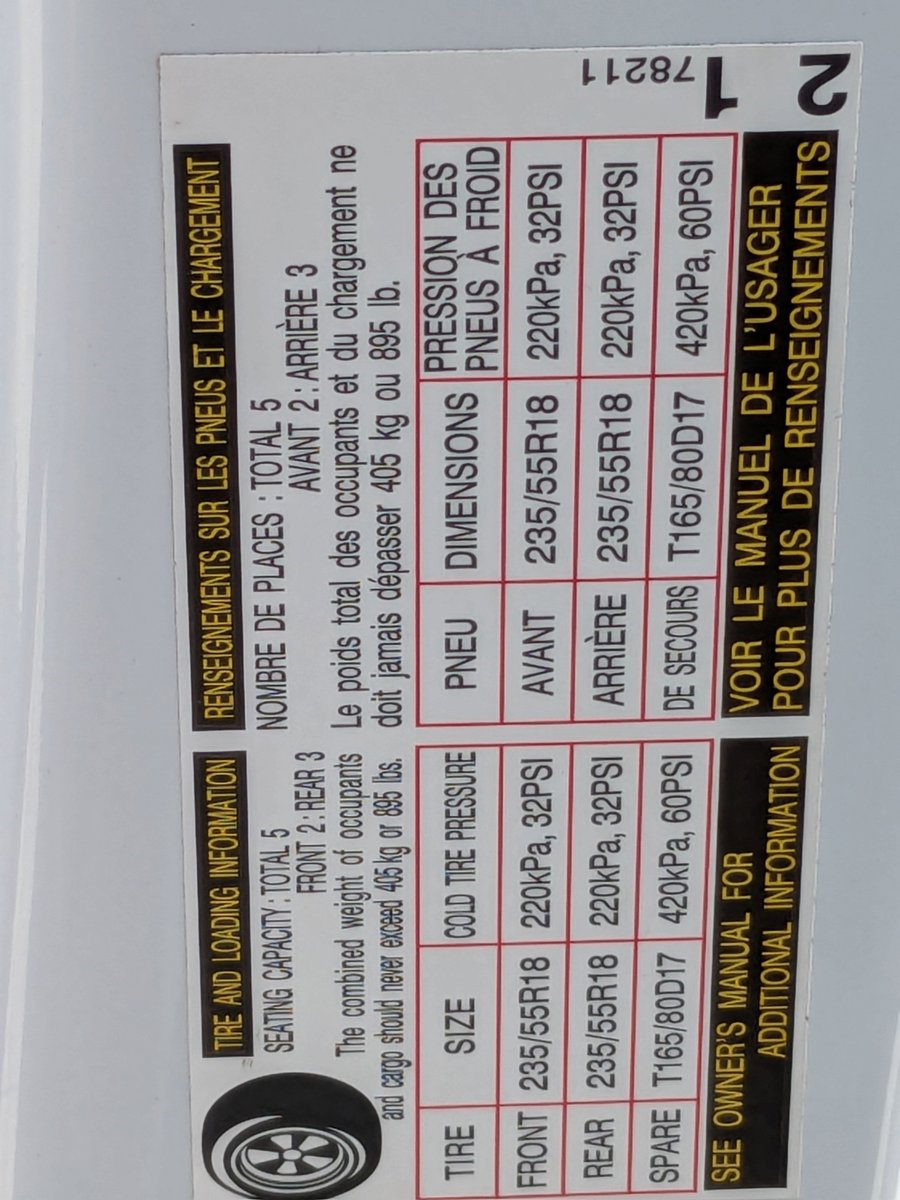 TIRE AND LOADING INFORMATION
SEATING CAPACITY : TOTAL 5
FRONT 2 : REAR 3
The combined weight of occupants
and cargo should never exceed 405 kg or 895 lbs.
TIRE SIZE COLD TIRE PRESSURE
FRONT 235/55R18 220kPa, 32PSI
REAR 235/55R18 220kPa, 32PSI
SPARE T165/80D17 420kPa, 60PSI
SEE OWNER'S MANUAL FOR
ADDITIONAL INFORMATION
RENSEIGNEMENTS SUR LES PNEUS ET LE CHARGEMENT
NOMBRE DE PLACES : TOTAL 5
AVANT 2 : ARRIÈRE 3
Le poids total des occupants et du chargement ne
doit jamais dépasser 405 kg ou 895 lb.
PNEU DIMENSIONS PRESSION DES
PNEUS À FROID
AVANT 235/55R18 220kPa, 32PSI
ARRIÈRE 235/55R18 220kPa, 32PSI
DE SECOURS T165/80D17 420kPa, 60PSI
VOIR LE MANUEL DE L'USAGER
POUR PLUS DE RENSEIGNEMENTS
78211
1
2